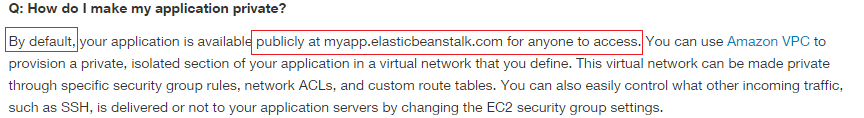 Q: How do I make my application private?
By default, your application is available publicly at myapp.elasticbeanstalk.com for anyone to access. You can use Amazon VPC to
provision a private, isolated section of your application in a virtual network that you define. This virtual network can be made private
through specific security group rules, network ACLs, and custom route tables. You can also easily control what other incoming traffic,
such as SSH, is delivered or not to your application servers by changing the EC2 security group settings.